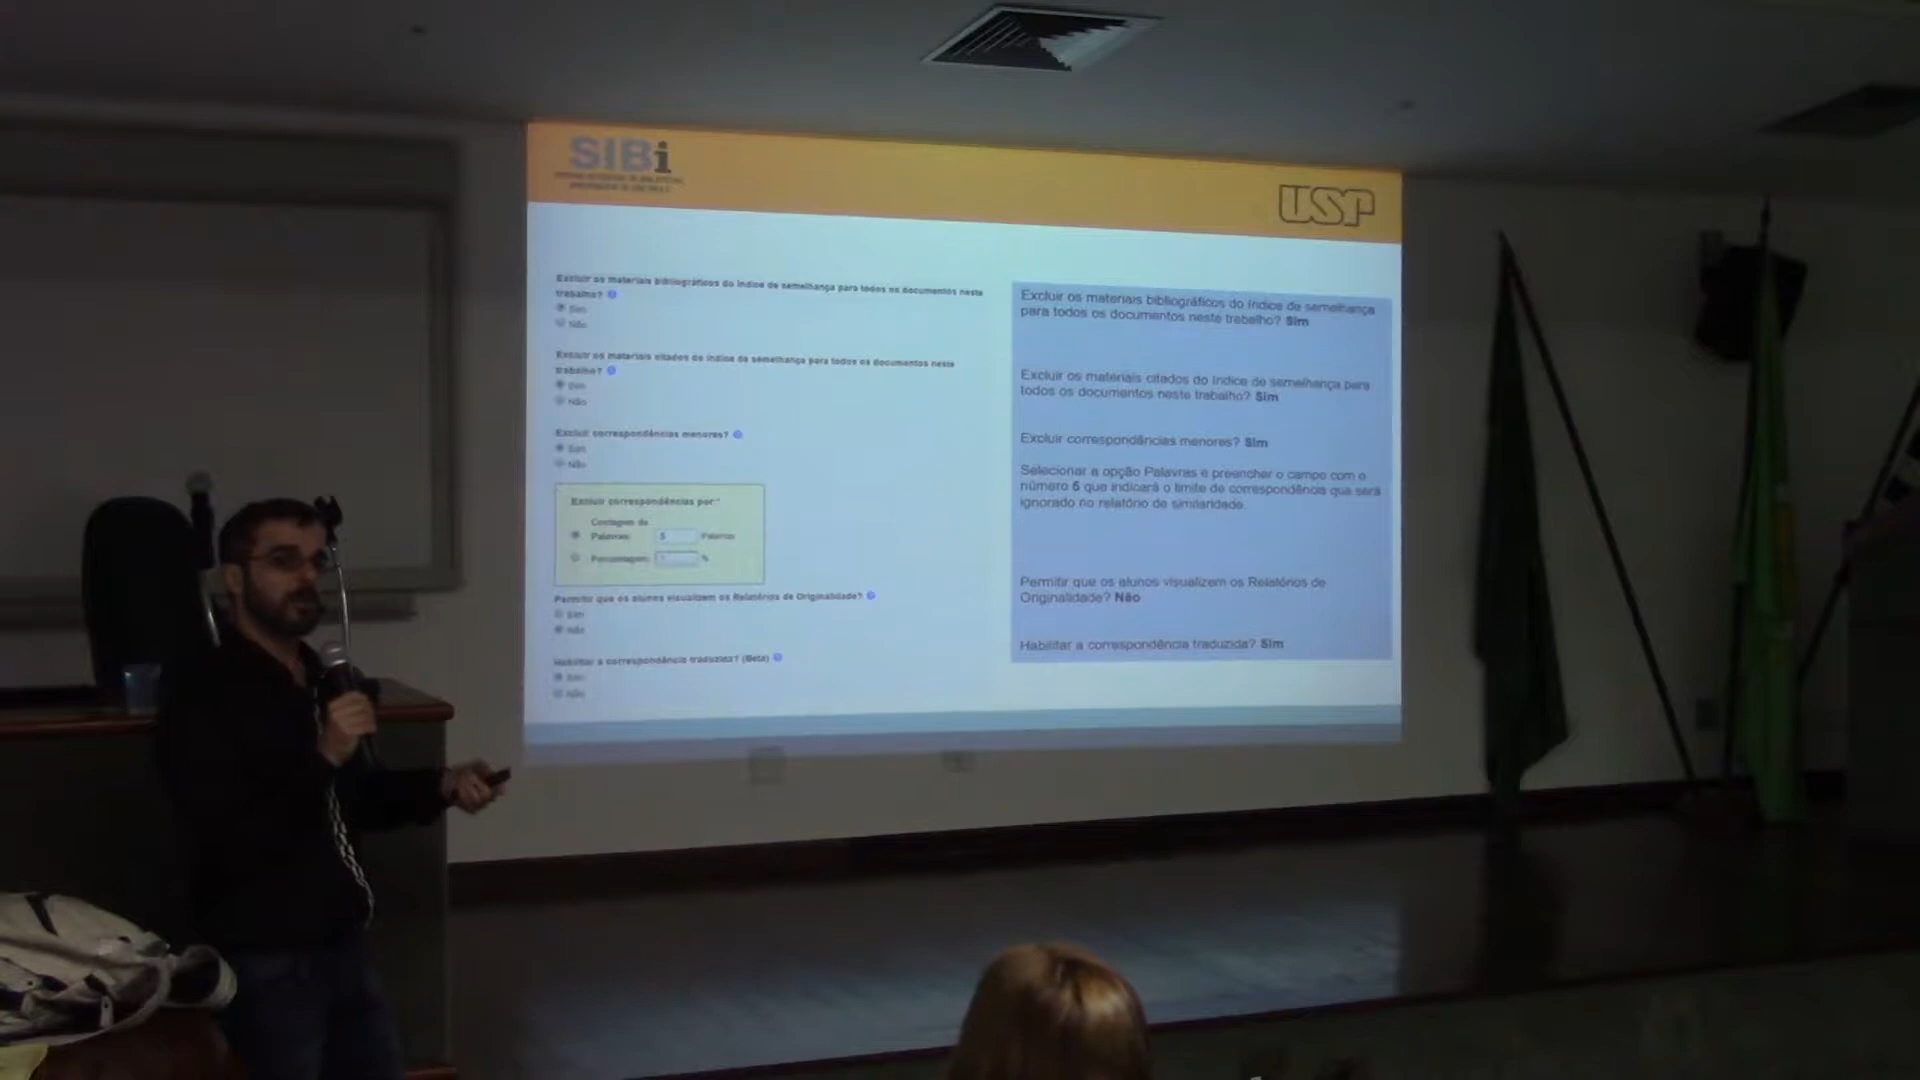 SIBi
USP
Excluir os materiais bibliográficos do índice de semelhança para todos os documentos neste
trabalho?
Sim
Não
Excluir os materiais citados do índice de semelhança para todos os documentos neste
trabalho?
Sim
Não
Excluir correspondências menores?
Sim
Não
Excluir correspondências por:
Contagem de
Palavras: 5 Palavras
Porcentagem: %
Permitir que os alunos visualizem os Relatórios de Originalidade?
Sim
Não
Habilitar a correspondência traduzida? (Beta)
Sim
Não
Excluir os materiais bibliográficos do índice de semelhança
para todos os documentos neste trabalho? Sim
Excluir os materiais citados do índice de semelhança para
todos os documentos neste trabalho? Sim
Excluir correspondências menores? Sim
Selecionar a opção Palavras e preencher o campo com o
número 5 que indicará o limite de correspondência que será
ignorado no relatório de similaridade.
Permitir que os alunos visualizem os Relatórios de
Originalidade? Não
Habilitar a correspondência traduzida? Sim